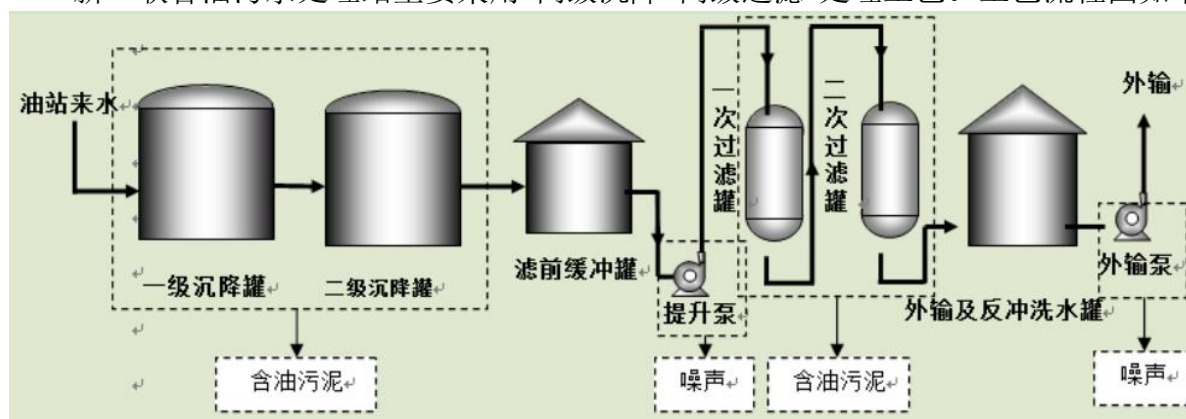 油站来水
一级沉降罐
二级沉降罐
含油污泥
滤前缓冲罐
提升泵
噪声
一次过滤罐
二次过滤罐
含油污泥
外输及反冲洗水罐
外输
外输泵
噪声